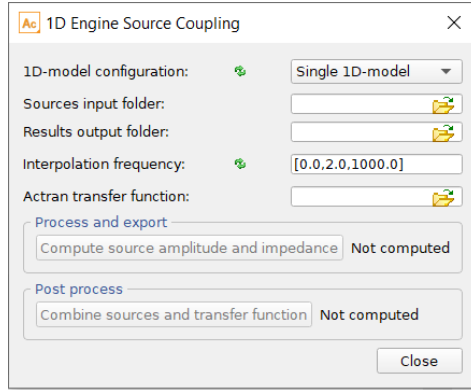 Ac 1D Engine Source Coupling
1D-model configuration: Single 1D-model
Sources input folder:
Results output folder:
Interpolation frequency: [0.0,2.0,1000.0]
Actran transfer function:
Process and export
Compute source amplitude and impedance Not computed
Post process
Combine sources and transfer function Not computed
Close